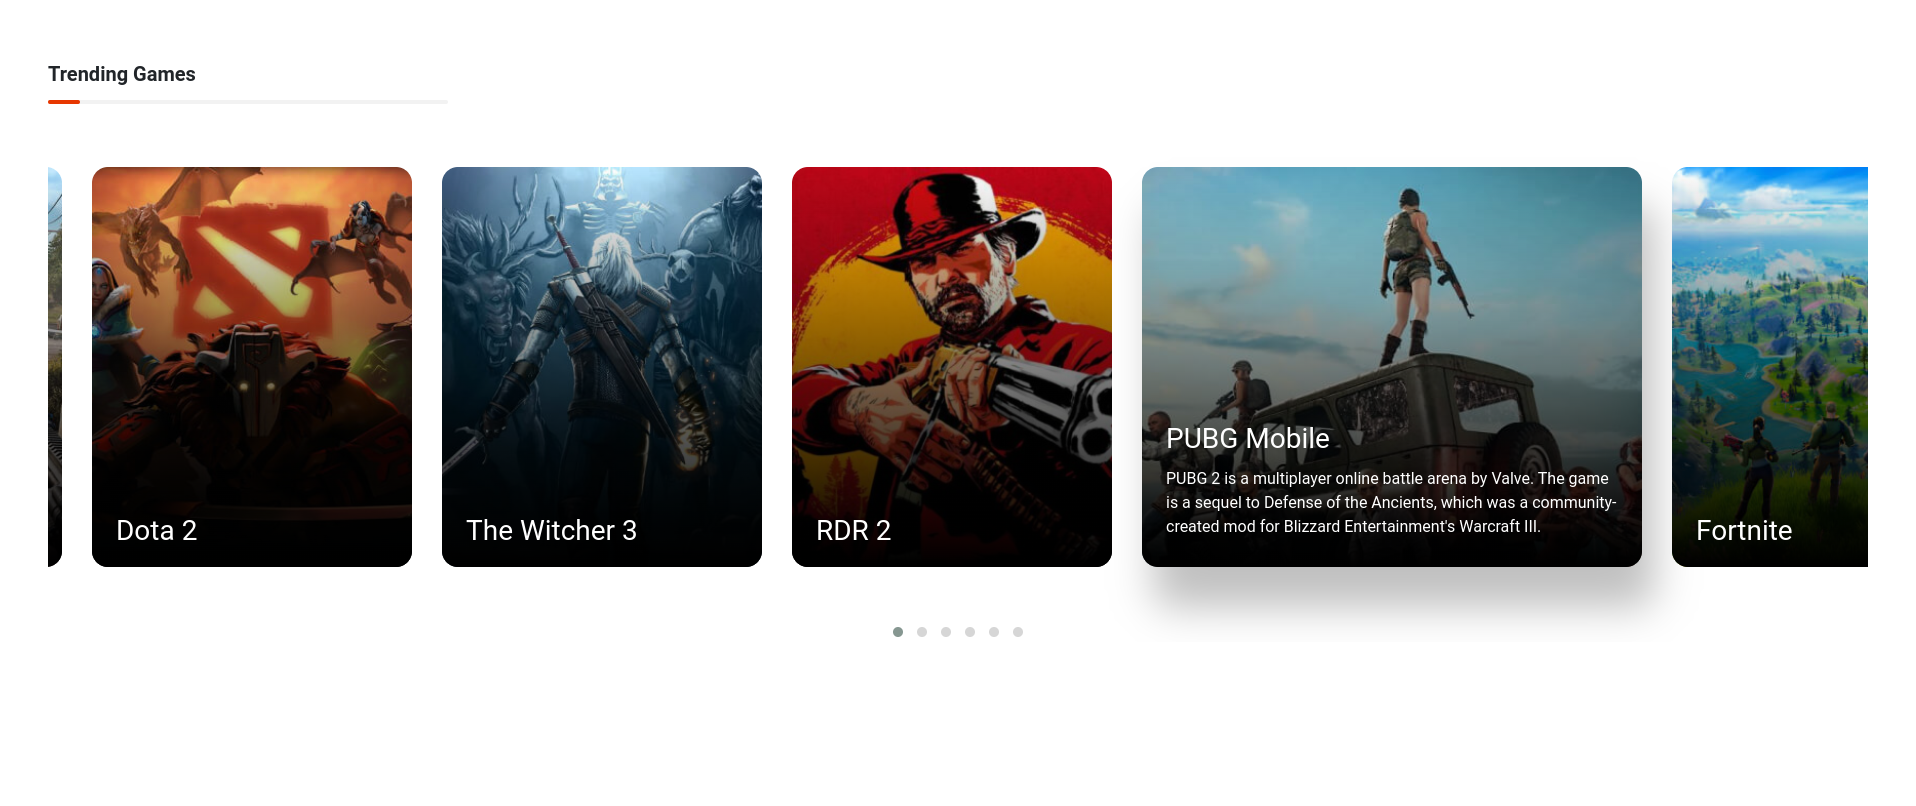 Trending Games
Dota 2
The Witcher 3
RDR 2
PUBG Mobile
PUBG 2 is a multiplayer online battle arena by Valve. The game
is a sequel to Defense of the Ancients, which was a community-
created mod for Blizzard Entertainment's Warcraft III.
Fortnite